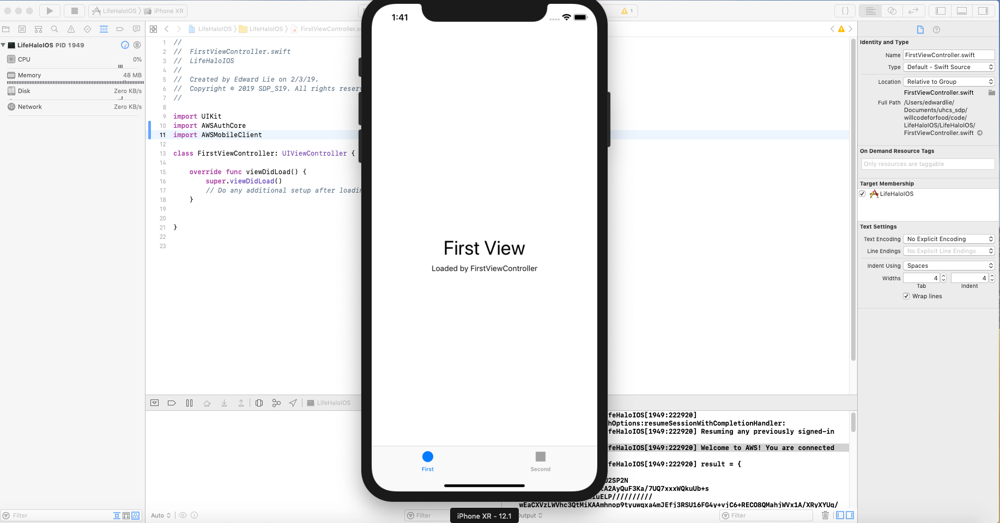 LifeHaloIOS
iPhone XR
1
LifeHaloIOS PID 1949
CPU 0%
Memory 48 MB
Disk Zero KB/s
Network Zero KB/s
Filter
LifeHaloIOS
LifeHaloIOS
FirstViewController.sw
1 //
2 // FirstViewController.swift
3 // LifeHaloIOS
4 //
5 // Created by Edward Lie on 2/3/19.
6 // Copyright © 2019 SDP_S19. All rights reserv
7 //
8
9 import UIKit
10 import AWSAuthCore
11 import AWSMobileClient
12
13 class FirstViewController: UIViewController {
14
15 override func viewDidLoad() {
16 super.viewDidLoad()
17 // Do any additional setup after loadin
18 }
19
20
21 }
22
23
1:41
First View
Loaded by FirstViewController
First
Second
iPhone XR - 12.1
LifeHaloIOS
Auto
Filter
feHaloIOS[1949:222920]
hOptions:resumeSessionWithCompletionHandler:
feHaloIOS[1949:222920] Resuming any previously signed-in
feHaloIOS[1949:222920] Welcome to AWS! You are connected
feHaloIOS[1949:222920] result = {
J2SP2N
tA2AyQuF3Ka/7UQ7xxxWQkuUb+s
iuELP//////////
wEaCXVzLWVhc3QtMiKAAmhnop9tyuwqxa4mJEfj3RSU16FG4y+vjC6+RECO8QMahjWVx1A/XRyXYUq/
utput
Filter
Identity and Type
Name FirstViewController.swift
Type Default - Swift Source
Location Relative to Group
FirstViewController.swift
Full Path /Users/edwardlie/
Documents/uhcs_sdp/
willcodeforfood/code/
LifeHaloIOS/LifeHaloIOS/
FirstViewController.swift
On Demand Resource Tags
Only resources are taggable
Target Membership
LifeHaloIOS
Text Settings
Text Encoding No Explicit Encoding
Line Endings No Explicit Line Endings
Indent Using Spaces
Widths 4 4
Tab Indent
Wrap lines